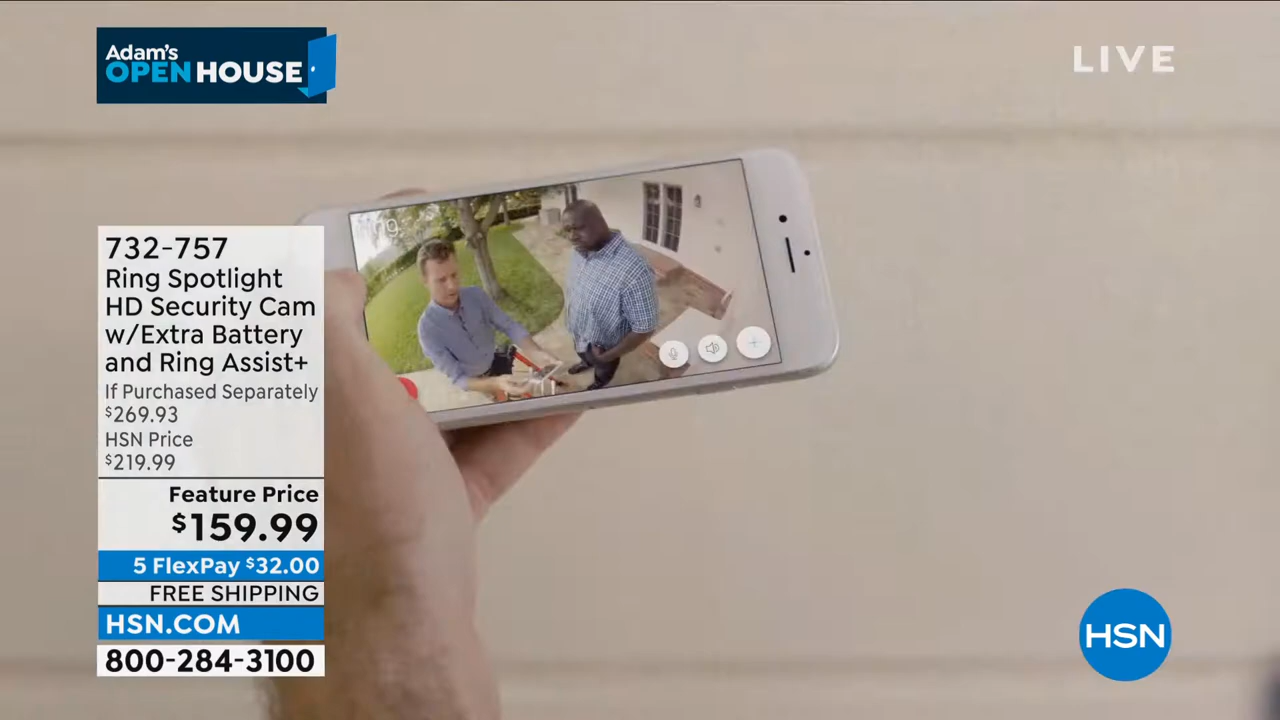 Adam's
OPEN HOUSE
LIVE
ring
732-757
Ring Spotlight
HD Security Cam
w/Extra Battery
and Ring Assist+
If Purchased Separately
$269.93
HSN Price
$219.99
Feature Price
$159.99
5 FlexPay $32.00
FREE SHIPPING
HSN.COM
800-284-3100
HSN